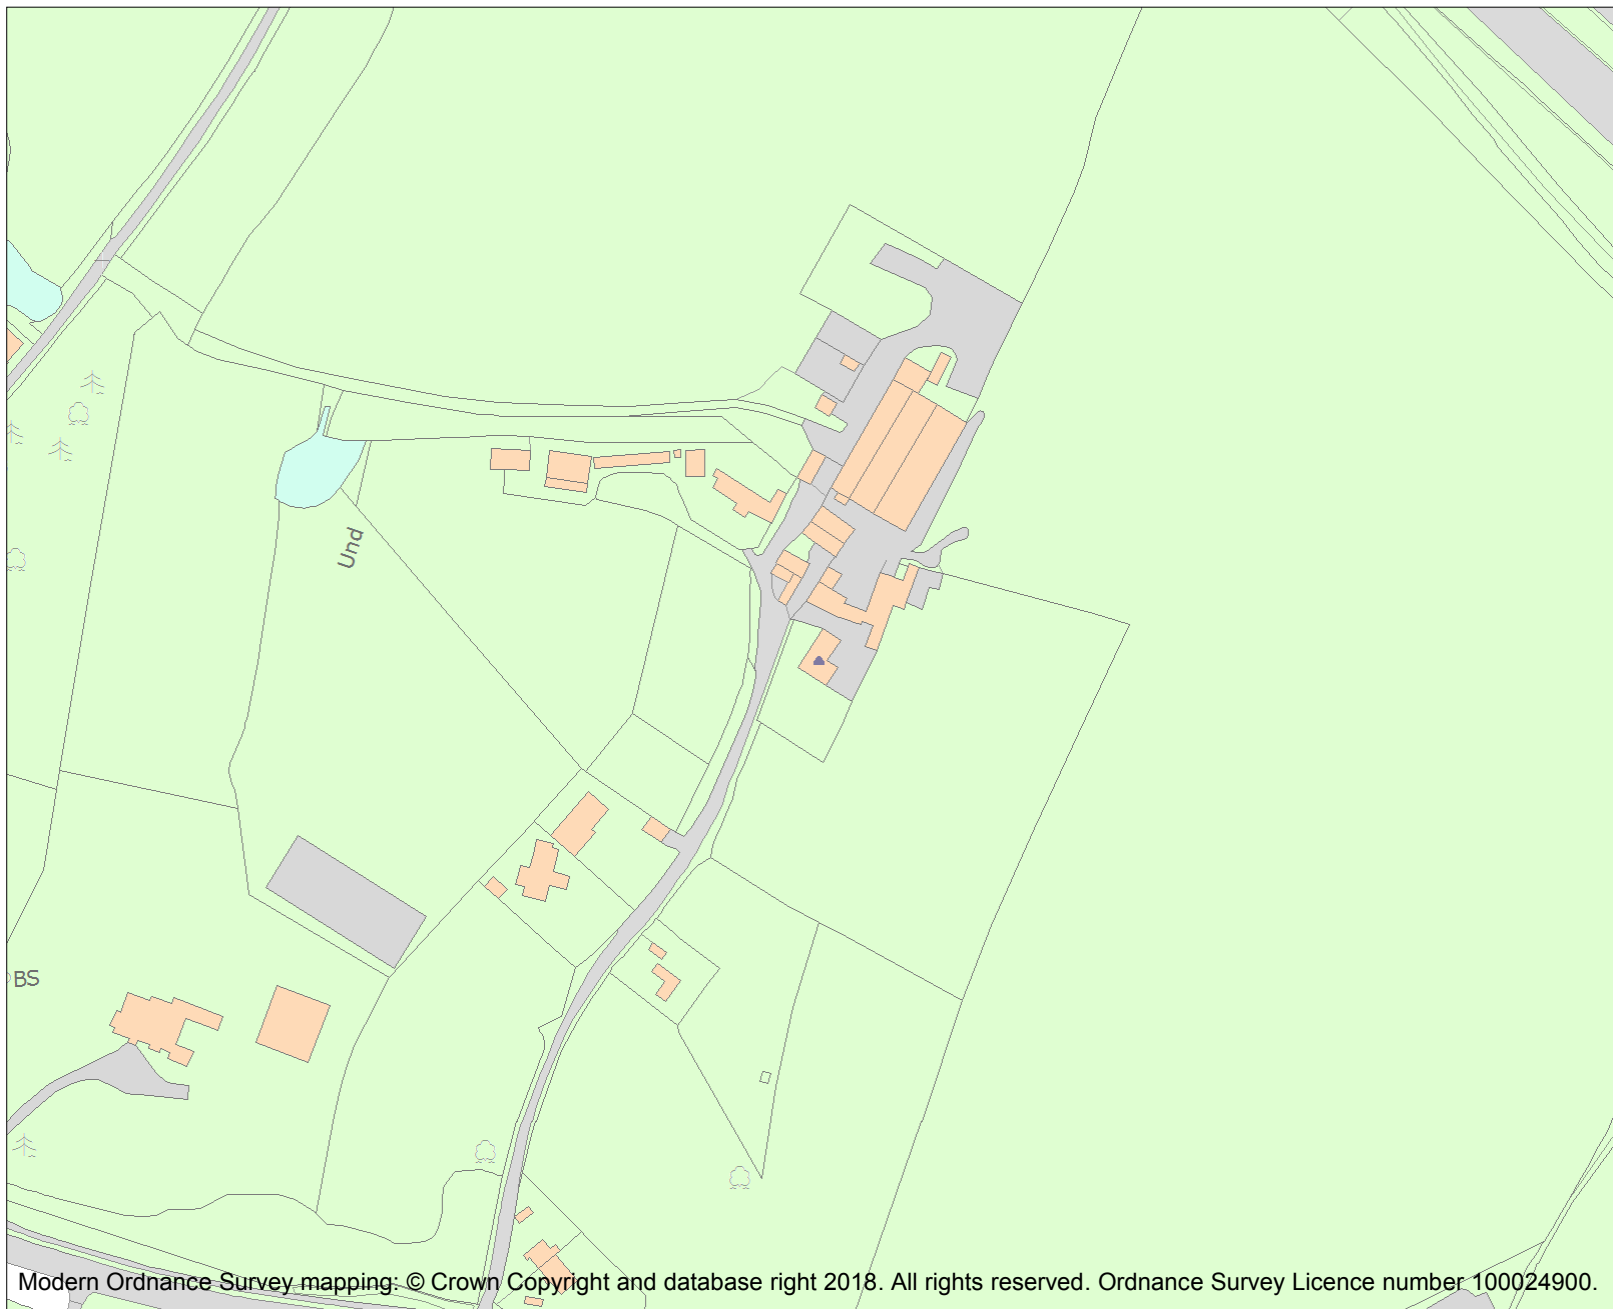 Und
BS
Modern Ordnance Survey mapping: © Crown Copyright and database right 2018. All rights reserved. Ordnance Survey Licence number 100024900.